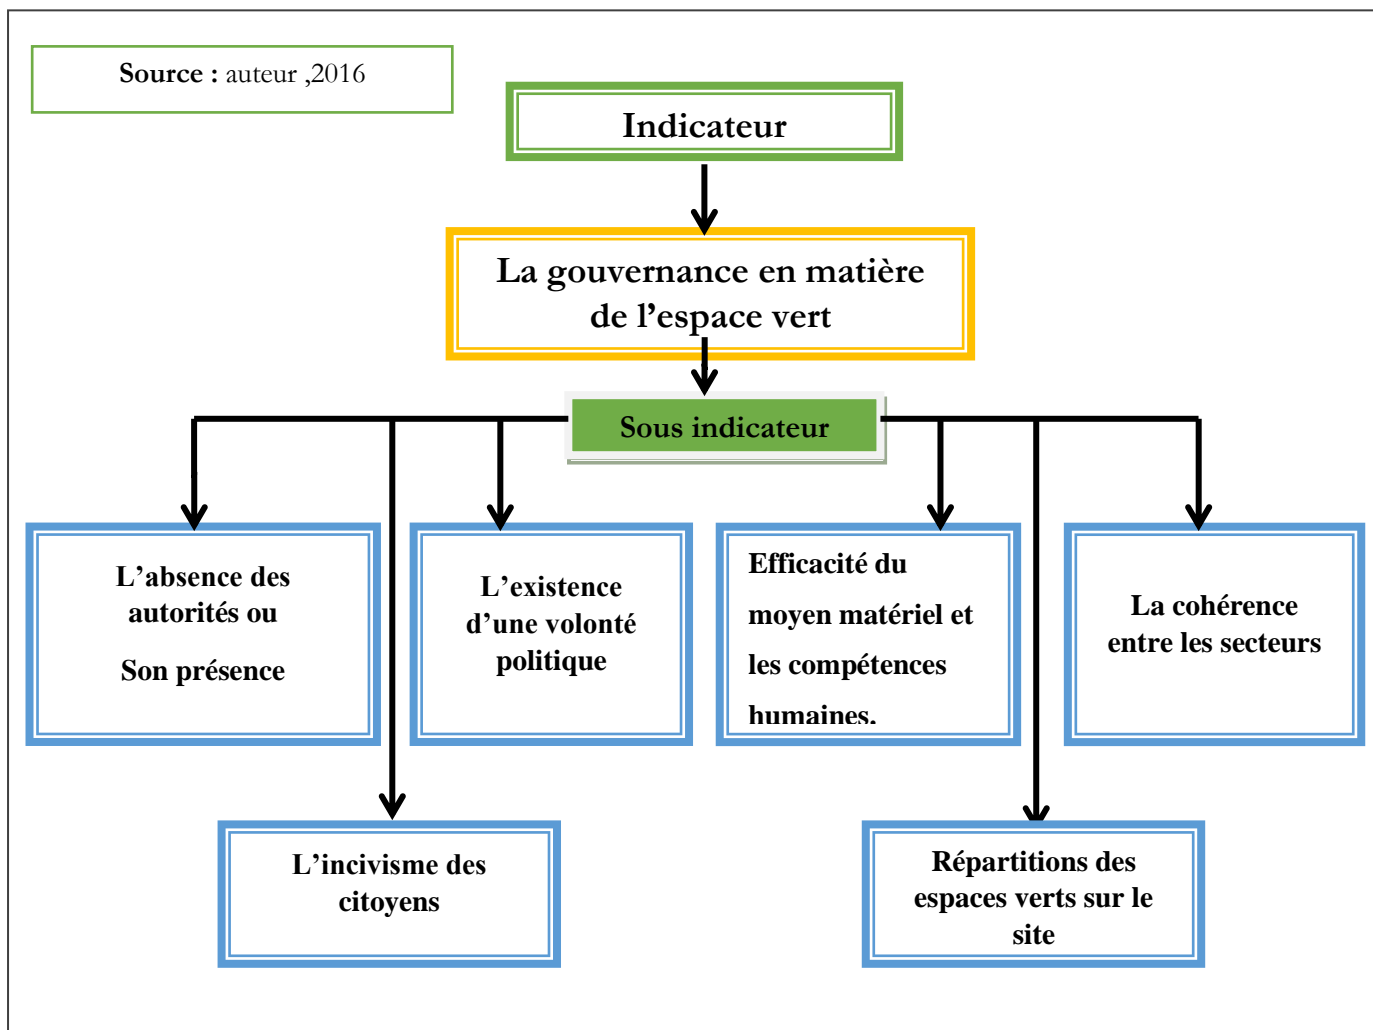 Source : auteur ,2016
Indicateur
La gouvernance en matière
de l’espace vert
Sous indicateur
L’absence des
autorités ou
Son présence
L’existence
d’une volonté
politique
Efficacité du
moyen matériel et
les compétences
humaines.
La cohérence
entre les secteurs
L’incivisme des
citoyens
Répartitions des
espaces verts sur le
site